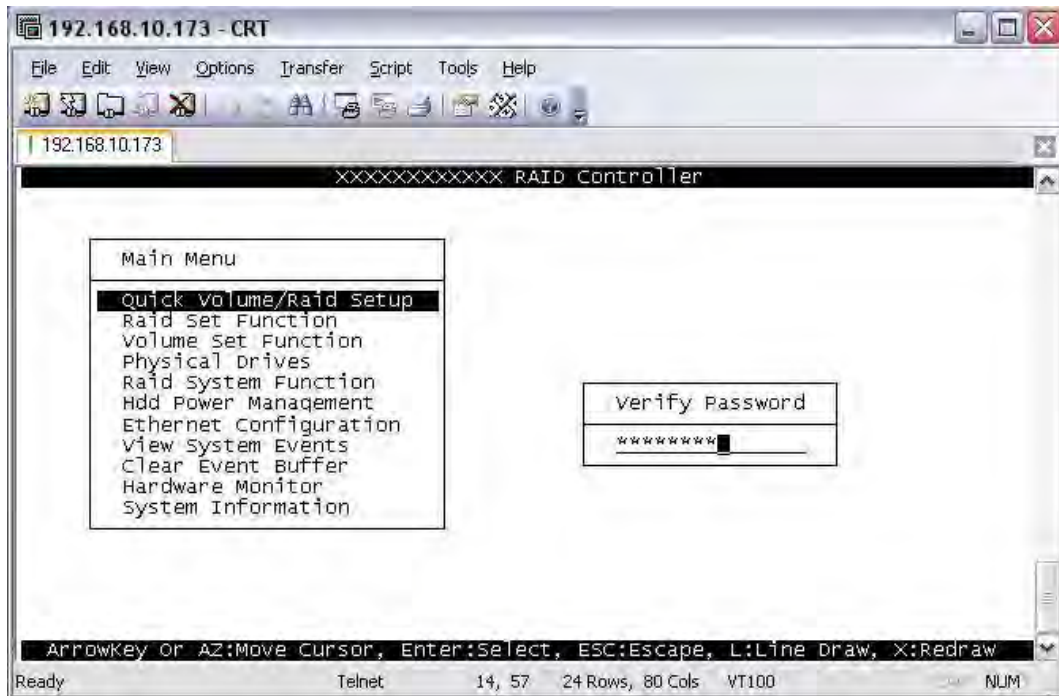 192.168.10.173 - CRT
File Edit View Options Transfer Script Tools Help
192.168.10.173
XXXXXXXXXXXX RAID Controller
Main Menu
Quick Volume/Raid Setup
Raid Set Function
Volume Set Function
Physical Drives
Raid System Function
Hdd Power Management
Ethernet Configuration
View System Events
Clear Event Buffer
Hardware Monitor
System Information
Verify Password
********
ArrowKey Or AZ:Move Cursor, Enter:Select, ESC:Escape, L:Line Draw, X:Redraw
Ready Telnet 14, 57 24 Rows, 80 Cols VT100 NUM